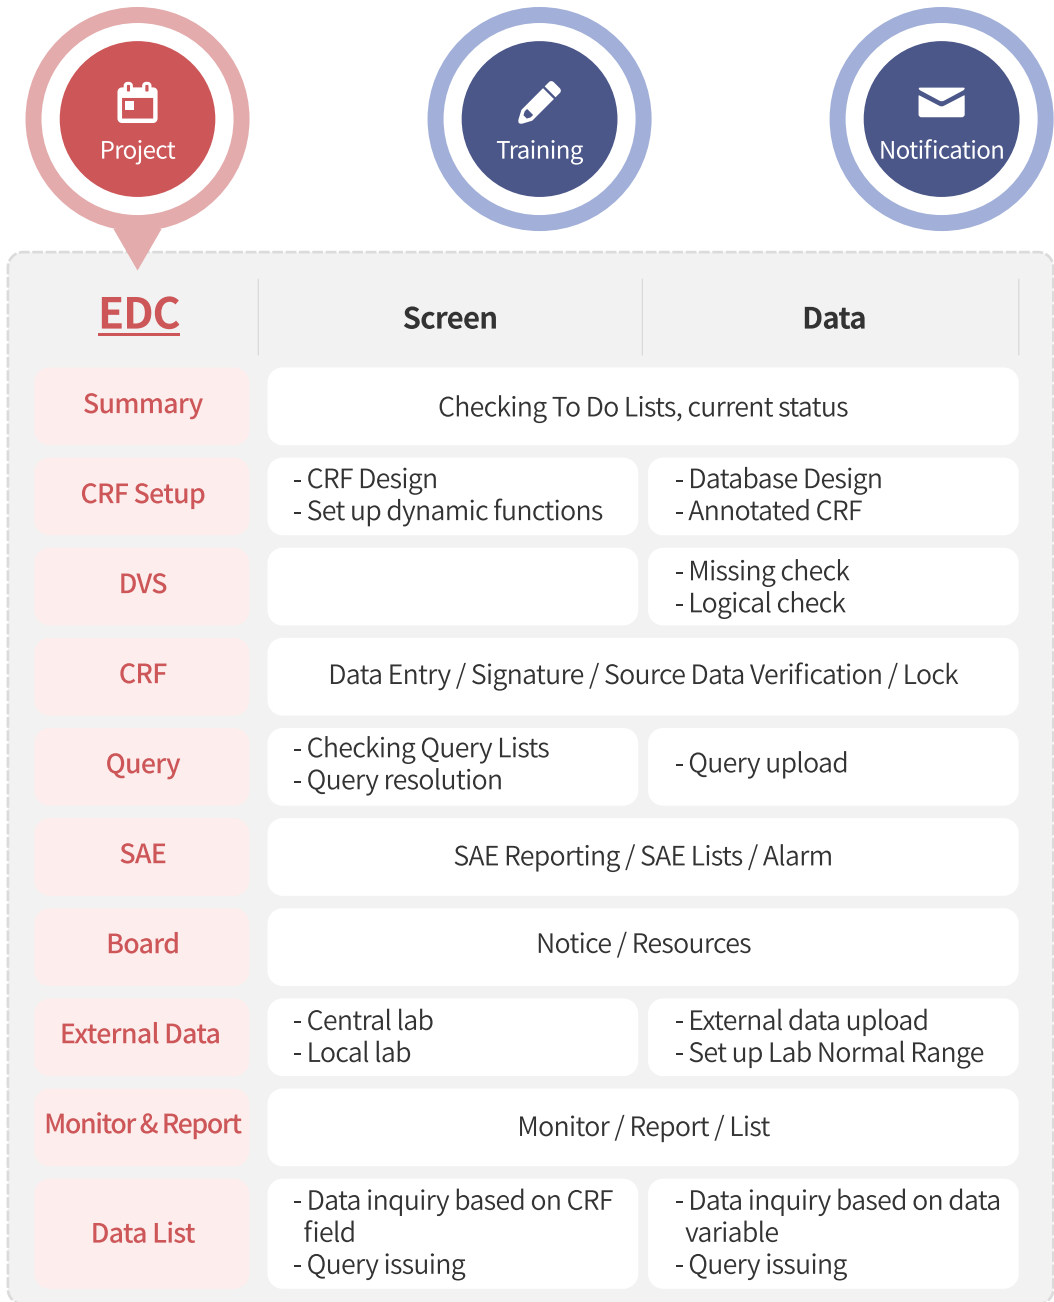 Project
Training
Notification
EDC
Screen
Data
Summary
Checking To Do Lists, current status
CRF Setup
- CRF Design
- Set up dynamic functions
- Database Design
- Annotated CRF
DVS
- Missing check
- Logical check
CRF
Data Entry / Signature / Source Data Verification / Lock
Query
- Checking Query Lists
- Query resolution
- Query upload
SAE
SAE Reporting / SAE Lists / Alarm
Board
Notice / Resources
External Data
- Central lab
- Local lab
- External data upload
- Set up Lab Normal Range
Monitor & Report
Monitor / Report / List
Data List
- Data inquiry based on CRF
field
- Query issuing
- Data inquiry based on data
variable
- Query issuing